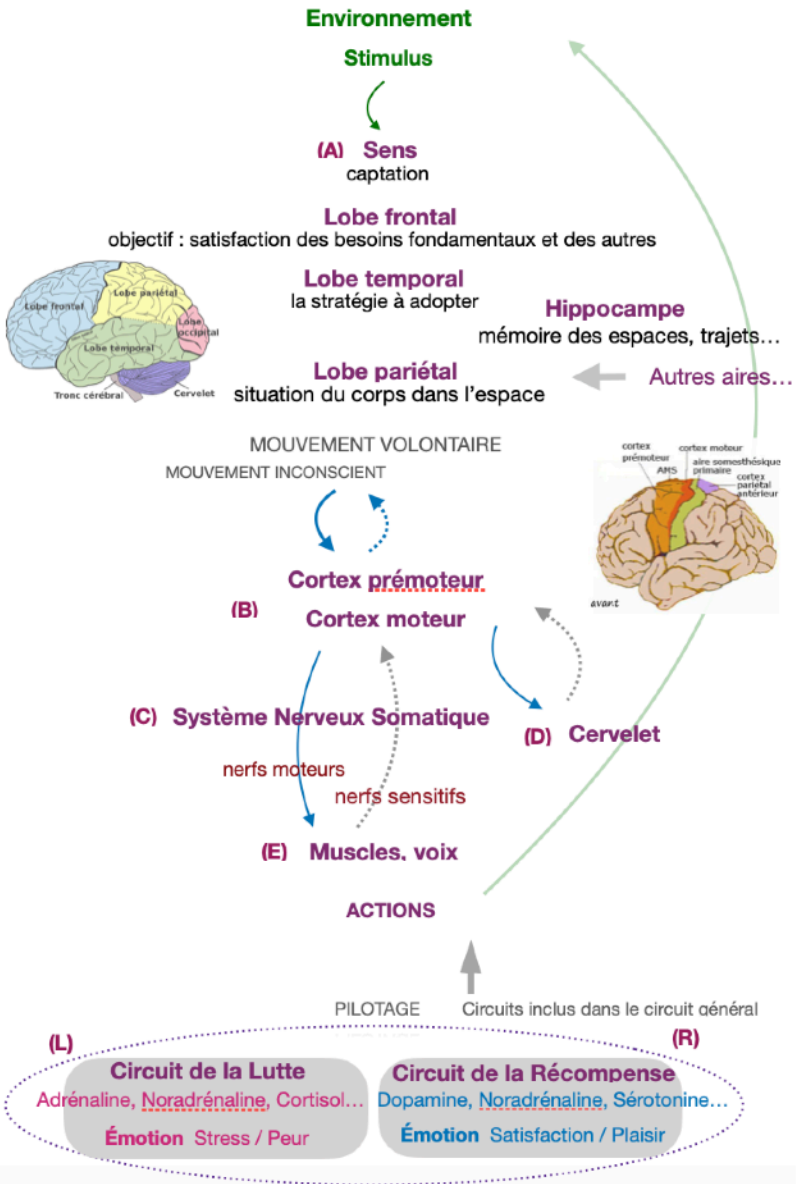 Environnement
Stimulus
(A) Sens
captation
Lobe frontal
objectif : satisfaction des besoins fondamentaux et des autres
Lobe temporal
la stratégie à adopter
Hippocampe
mémoire des espaces, trajets…
Lobe frontal
Lobe pariétal
Lobe occipital
Lobe temporal
Tronc cérébral
Cervelet
Lobe pariétal
situation du corps dans l'espace
Autres aires…
MOUVEMENT VOLONTAIRE
MOUVEMENT INCONSCIENT
cortex prémoteur
cortex moteur
AMS
aire somesthésique primaire
cortex pariétal antérieur
avant
Cortex prémoteur
(B)
Cortex moteur
(C) Système Nerveux Somatique
(D) Cervelet
nerfs moteurs
nerfs sensitifs
(E) Muscles, voix
ACTIONS
PILOTAGE Circuits inclus dans le circuit général
(L)
(R)
Circuit de la Lutte
Adrénaline, Noradrénaline, Cortisol…
Émotion Stress / Peur
Circuit de la Récompense
Dopamine, Noradrénaline, Sérotonine…
Émotion Satisfaction / Plaisir